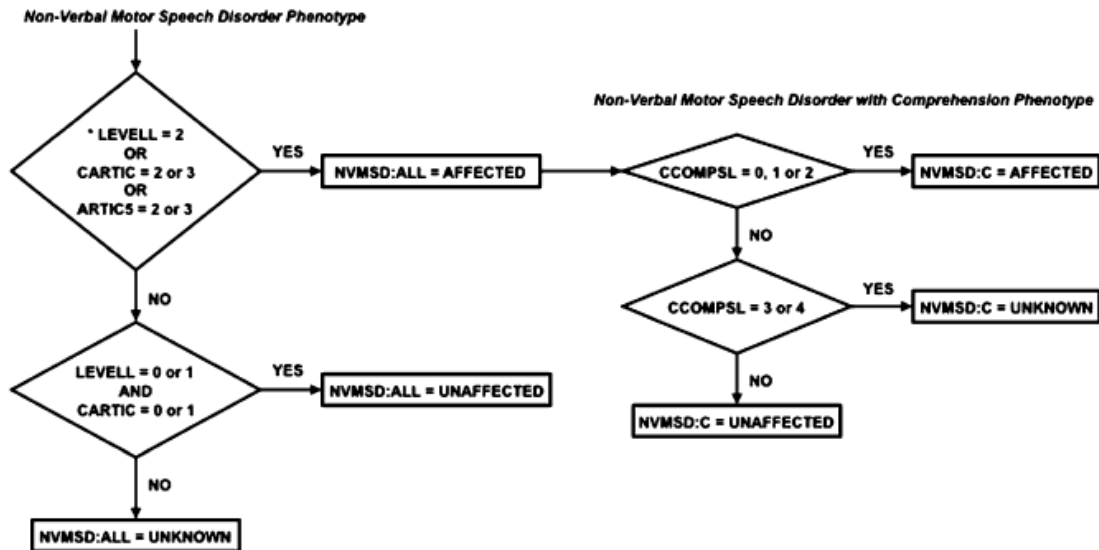 Non-Verbal Motor Speech Disorder Phenotype
* LEVELL = 2
OR
CARTIC = 2 or 3
OR
ARTIC5 = 2 or 3
YES
NVMSD:ALL = AFFECTED
NO
LEVELL = 0 or 1
AND
CARTIC = 0 or 1
YES
NVMSD:ALL = UNAFFECTED
NO
NVMSD:ALL = UNKNOWN
Non-Verbal Motor Speech Disorder with Comprehension Phenotype
CCOMPSL = 0, 1 or 2
YES
NVMSD:C = AFFECTED
NO
CCOMPSL = 3 or 4
YES
NVMSD:C = UNKNOWN
NO
NVMSD:C = UNAFFECTED